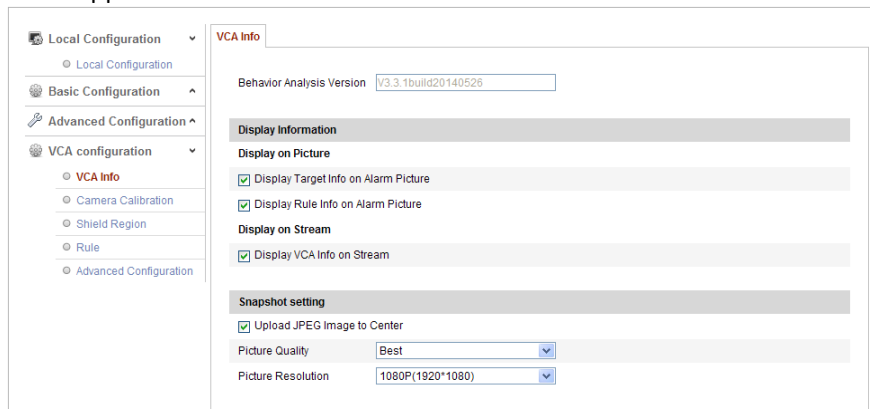 Local Configuration
Local Configuration
Basic Configuration
Advanced Configuration
VCA configuration
VCA Info
Camera Calibration
Shield Region
Rule
Advanced Configuration
VCA Info
Behavior Analysis Version V3.3.1build20140526
Display Information
Display on Picture
Display Target Info on Alarm Picture
Display Rule Info on Alarm Picture
Display on Stream
Display VCA Info on Stream
Snapshot setting
Upload JPEG Image to Center
Picture Quality Best
Picture Resolution 1080P(1920*1080)